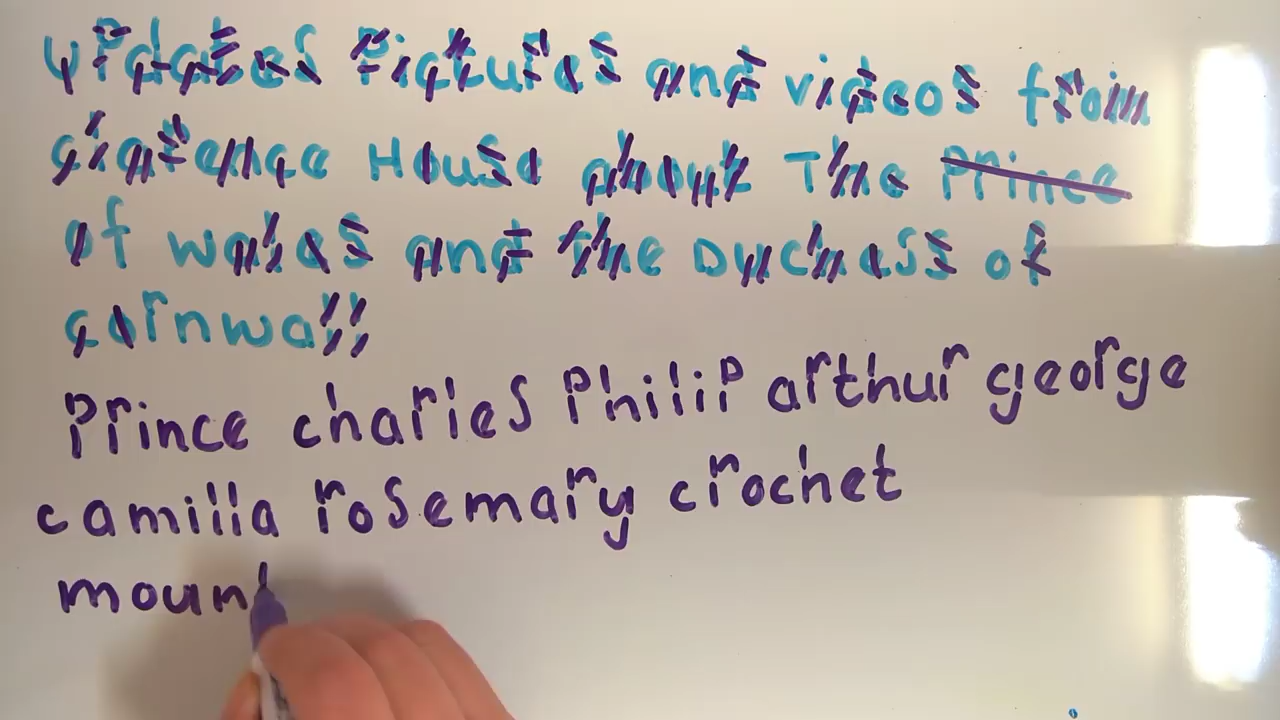 UPdates Pictures and videos from
clarence House about The Prince
of wales and the Duchess of
cornwall
Prince charles Philip arthur george
camilla rosemary crochet
moun